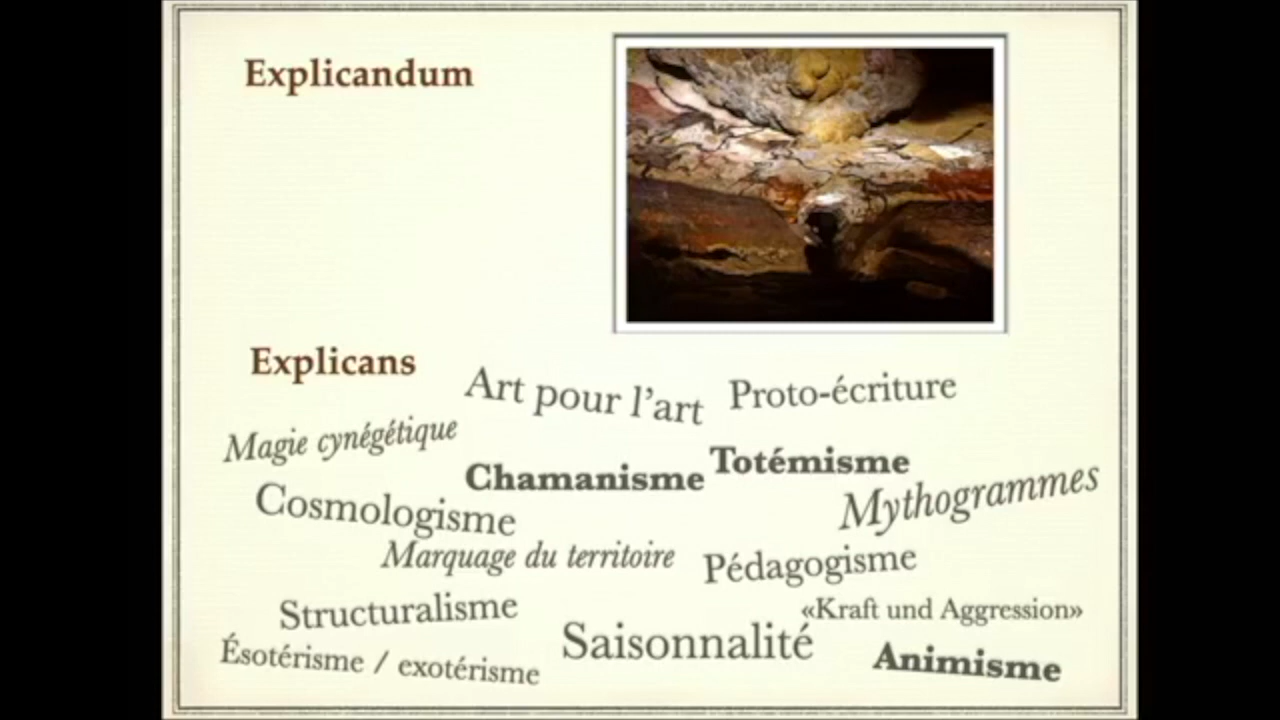 Explicandum
Explicans
Art pour l’art
Proto-écriture
Magie cynégétique
Chamanisme
Totémisme
Cosmologisme
Mythogrammes
Marquage du territoire
Pédagogisme
Structuralisme
«Kraft und Aggression»
Ésotérisme / exotérisme
Saisonnalité
Animisme